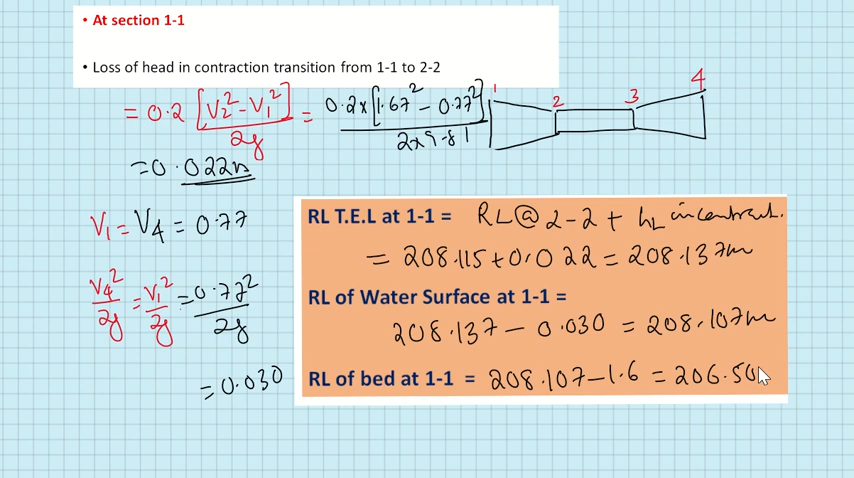 • At section 1-1
• Loss of head in contraction transition from 1-1 to 2-2
= 0.2 [V₂² - V₁²] / 2g = 0.2 x [1.67² - 0.77²] / 2x9.81
= 0.022m
1 2 3 4
V₁ = V₄ = 0.77
V₄²/2g = V₁²/2g = 0.77²/2g
= 0.030
RL T.E.L at 1-1 = RL @ 2-2 + hL in contract.
= 208.115 + 0.022 = 208.137m
RL of Water Surface at 1-1 =
208.137 - 0.030 = 208.107m
RL of bed at 1-1 = 208.107 - 1.6 = 206.50